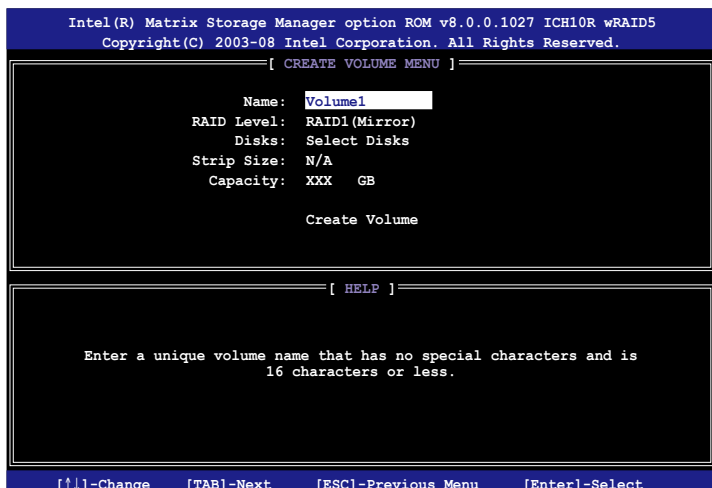 Intel(R) Matrix Storage Manager option ROM v8.0.0.1027 ICH10R wRAID5
Copyright(C) 2003-08 Intel Corporation. All Rights Reserved.
[ CREATE VOLUME MENU ]
Name: Volume1
RAID Level: RAID1(Mirror)
Disks: Select Disks
Strip Size: N/A
Capacity: XXX GB
Create Volume
[ HELP ]
Enter a unique volume name that has no special characters and is
16 characters or less.
[↑↓]-Change [TAB]-Next [ESC]-Previous Menu [Enter]-Select